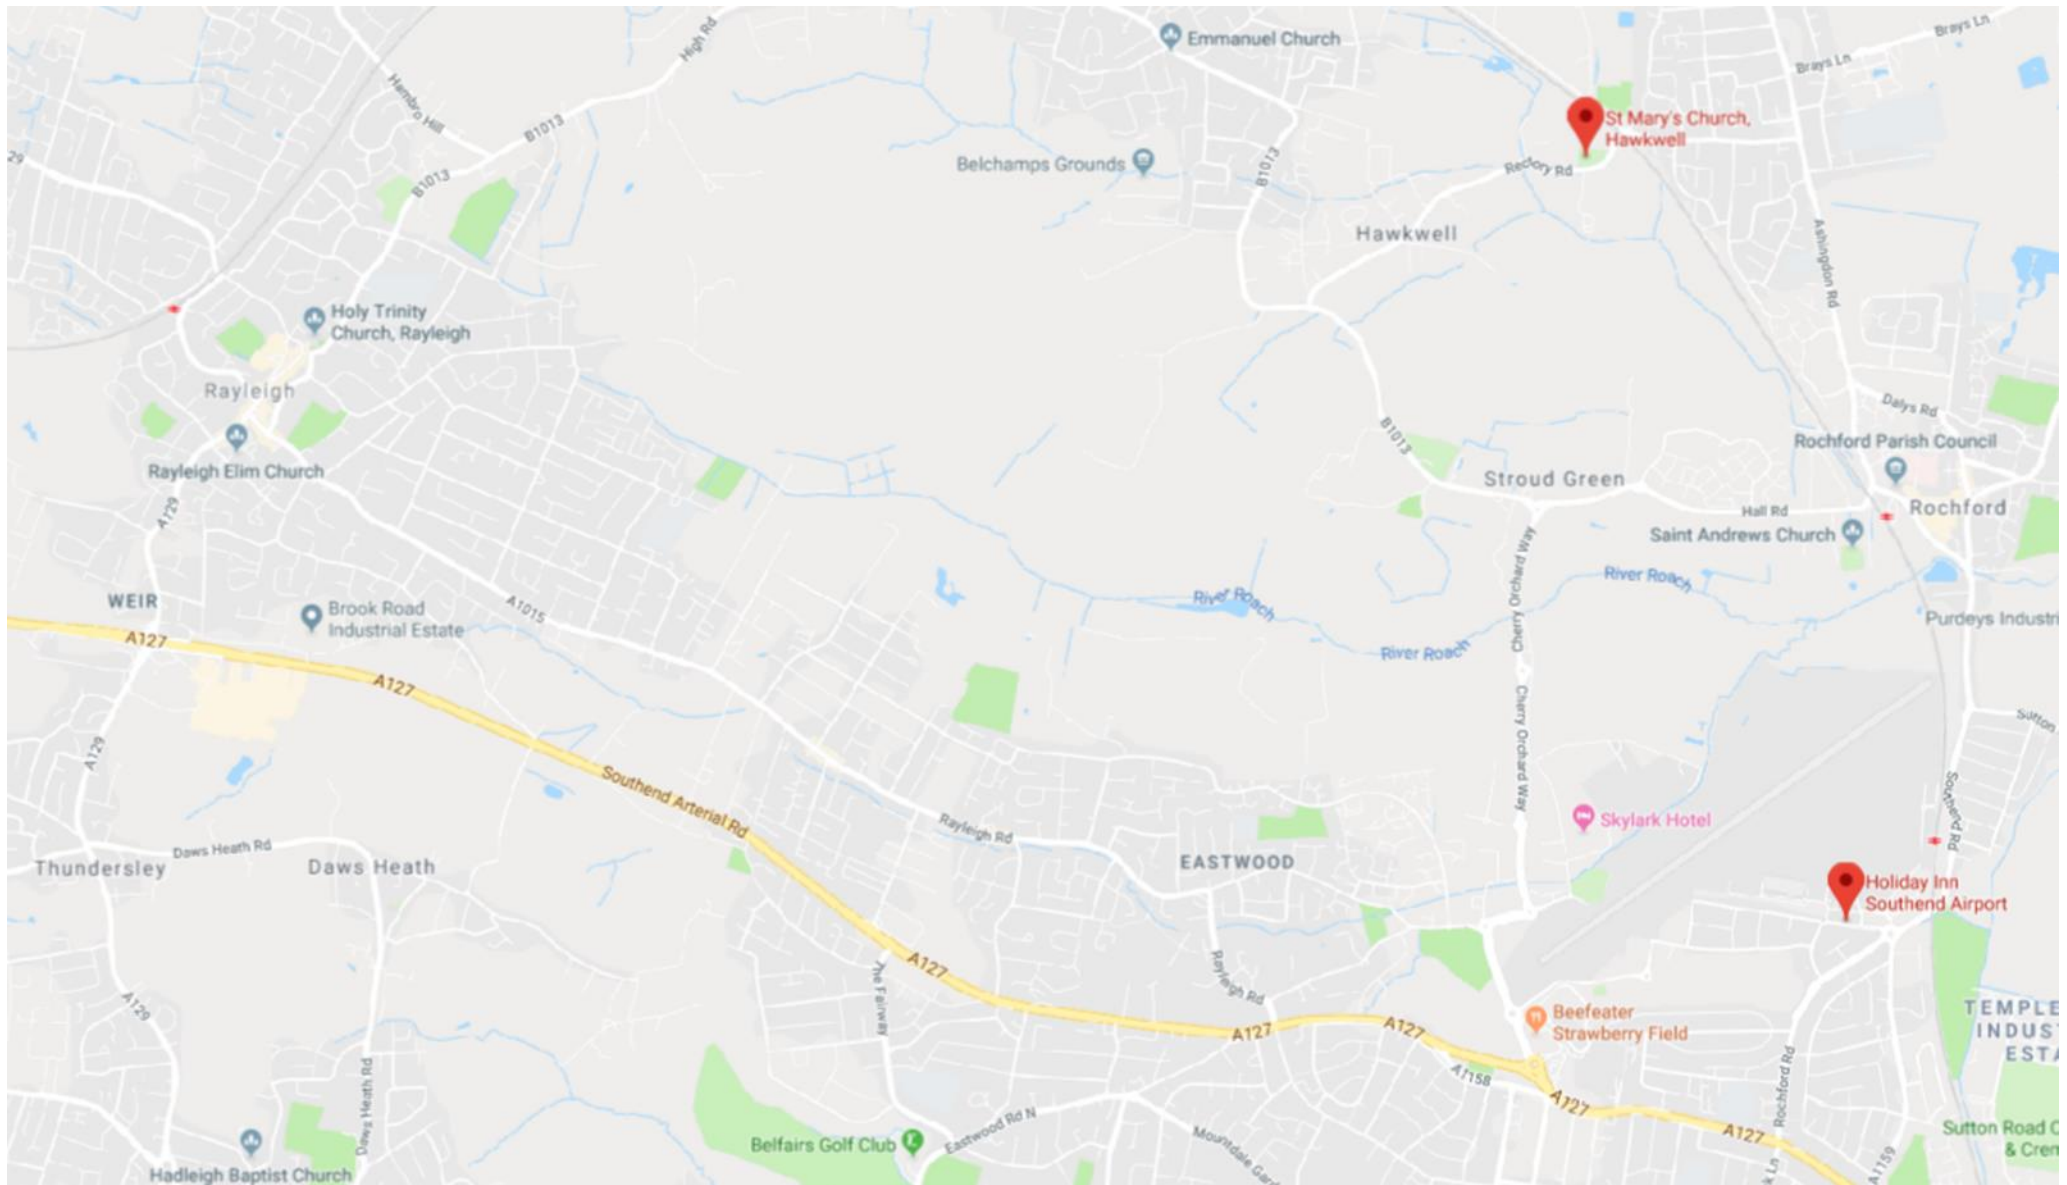 High Rd
Emmanuel Church
Brays Ln
Brays Ln
Hambro Hill
29
B1013
B1013
St Mary's Church,
Hawkwell
Belchamps Grounds
B1013
Rectory Rd
Hawkwell
Ashingdon Rd
Holy Trinity
Church, Rayleigh
Rayleigh
Dalys Rd
B1013
Rochford Parish Council
Rayleigh Elim Church
Stroud Green
A129
Hall Rd
Rochford
Saint Andrews Church
Cherry Orchard Way
River Roach
River Roach
WEIR
Brook Road
Industrial Estate
A1015
Purdeys Industri
A127
River Roach
A127
Cherry Orchard Way
Sutton
A129
Southend Arterial Rd
Southend Rd
Skylark Hotel
Rayleigh Rd
Daws Heath Rd
Thundersley
Daws Heath
EASTWOOD
Holiday Inn
Southend Airport
A127
The Fairway
Rayleigh Rd
A129
Beefeater
Strawberry Field
TEMPLE
INDUS
ESTA
A127
A127
A1158
Rochford Rd
Daws Heath Rd
A127
A127
Eastwood Rd N
Belfairs Golf Club
Mountdale Gard
Sutton Road C
& Crem
Hadleigh Baptist Church
k Ln
A1159